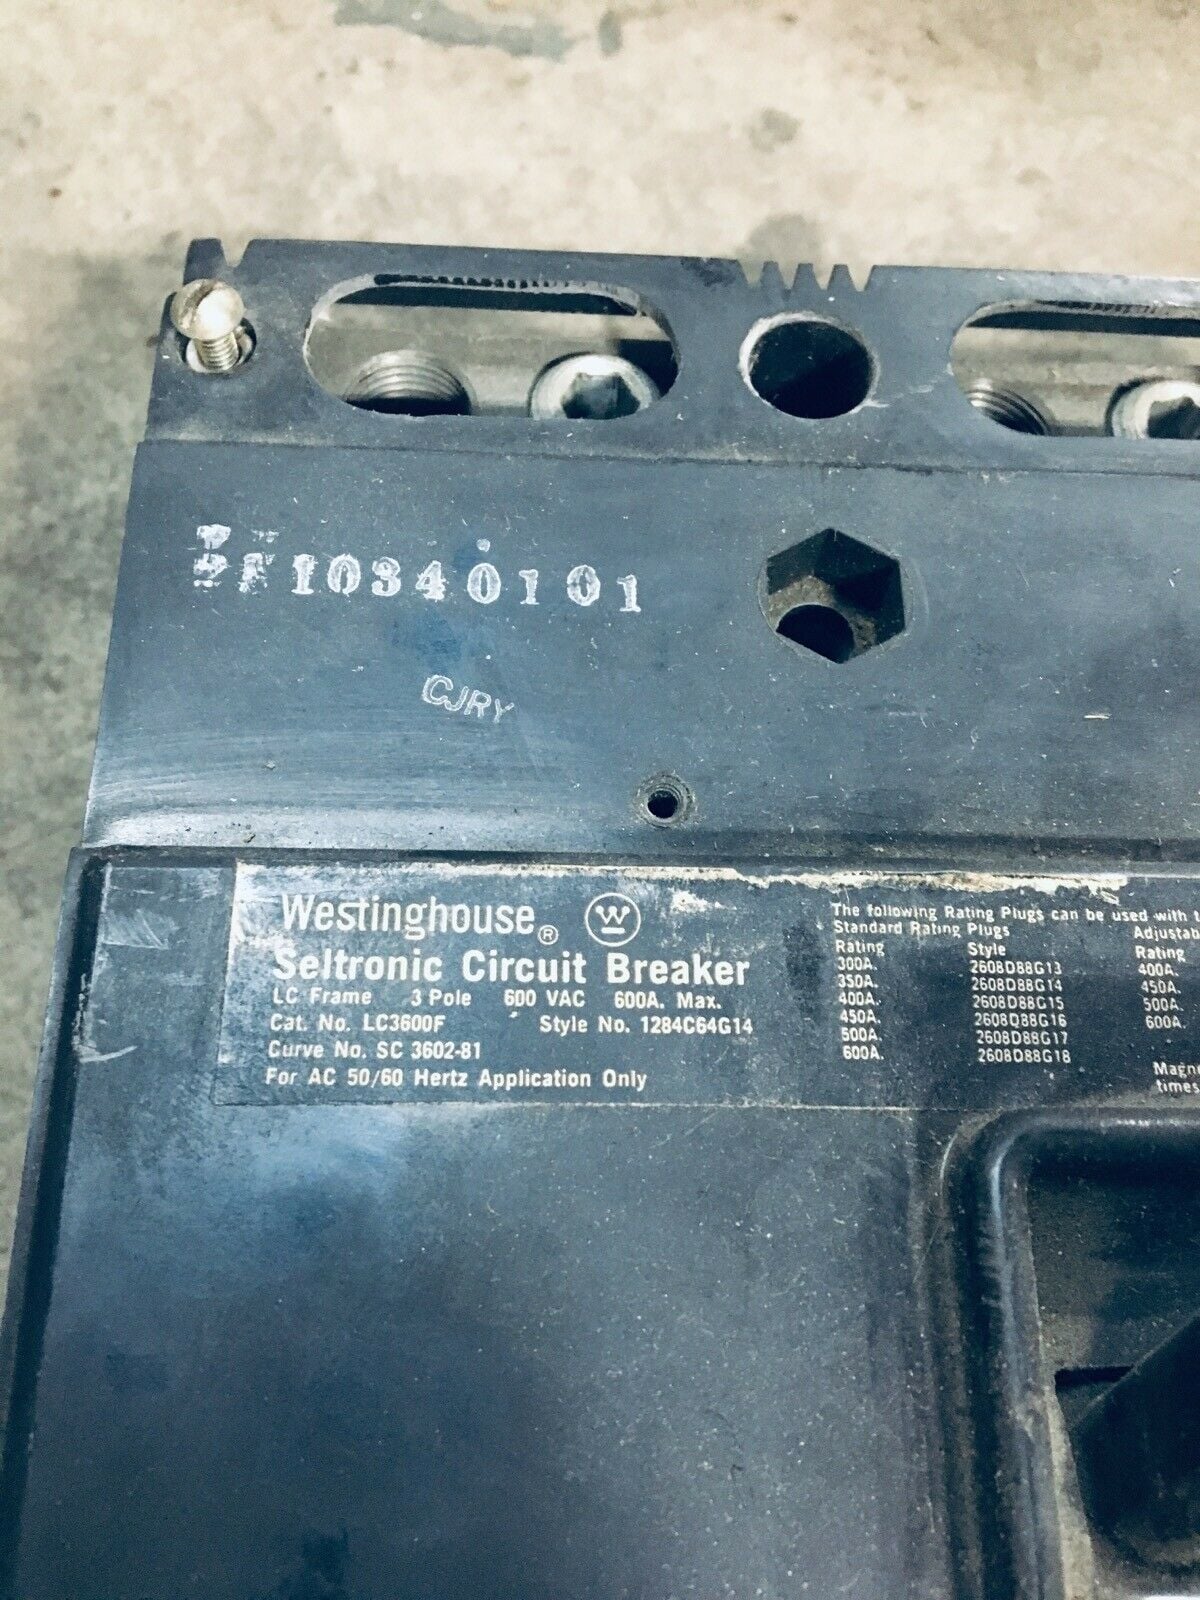 10340101
CJRY
Westinghouse ® W
Seltronic Circuit Breaker
LC Frame 3 Pole 600 VAC 600A. Max.
Cat. No. LC3600F Style No. 1284C64G14
Curve No. SC 3602-81
For AC 50/60 Hertz Application Only
The following Rating Plugs can be used with
Standard Rating Plugs
Rating Style
300A. 2608D88G13
350A. 2608D88G14
400A. 2608D88G15
450A. 2608D88G16
500A. 2608D88G17
600A. 2608D88G18
Rating
400A.
450A.
500A.
600A.
times